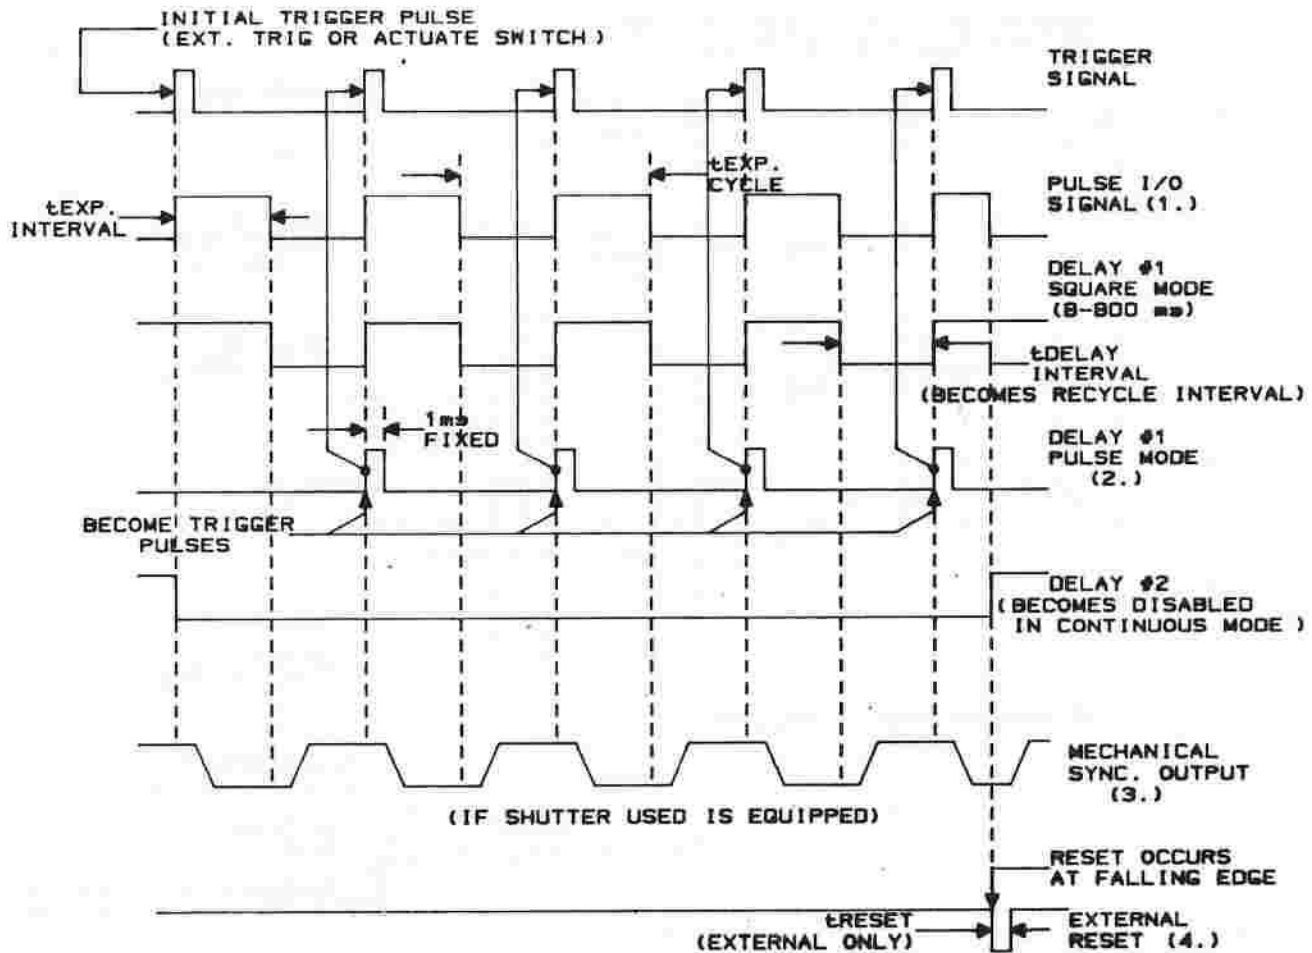 INITIAL TRIGGER PULSE
(EXT. TRIG OR ACTUATE SWITCH)
TRIGGER
SIGNAL
tEXP.
CYCLE
tEXP.
INTERVAL
PULSE I/O
SIGNAL (1.)
DELAY #1
SQUARE MODE
(8-800 ms)
tDELAY
INTERVAL
(BECOMES RECYCLE INTERVAL)
1ms
FIXED
DELAY #1
PULSE MODE
(2.)
BECOME TRIGGER
PULSES
DELAY #2
(BECOMES DISABLED
IN CONTINUOUS MODE)
MECHANICAL
SYNC. OUTPUT
(3.)
(IF SHUTTER USED IS EQUIPPED)
RESET OCCURS
AT FALLING EDGE
tRESET
(EXTERNAL ONLY)
EXTERNAL
RESET (4.)